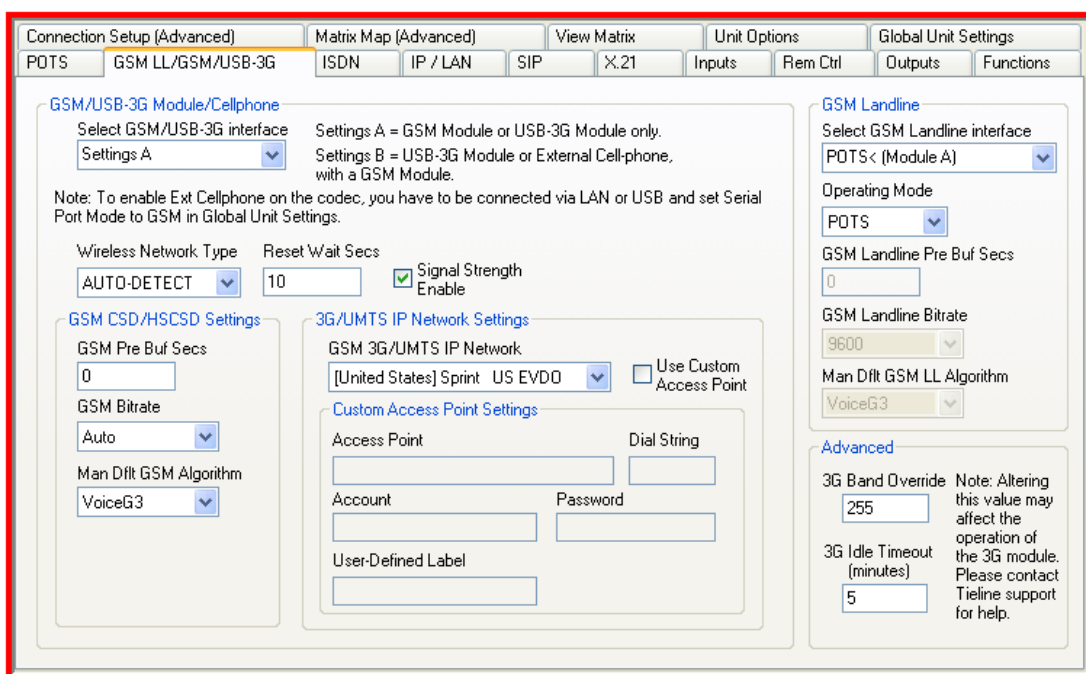 Connection Setup (Advanced)
Matrix Map (Advanced)
View Matrix
Unit Options
Global Unit Settings
POTS
GSM LL/GSM/USB-3G
ISDN
IP / LAN
SIP
X.21
Inputs
Rem Ctrl
Outputs
Functions
GSM/USB-3G Module/Cellphone
Select GSM/USB-3G interface
Settings A
Settings A = GSM Module or USB-3G Module only.
Settings B = USB-3G Module or External Cell-phone,
with a GSM Module.
Note: To enable Ext Cellphone on the codec, you have to be connected via LAN or USB and set Serial
Port Mode to GSM in Global Unit Settings.
Wireless Network Type
AUTO-DETECT
Reset Wait Secs
10
Signal Strength
Enable
GSM CSD/HSCSD Settings
GSM Pre Buf Secs
0
GSM Bitrate
Auto
Man Dflt GSM Algorithm
VoiceG3
3G/UMTS IP Network Settings
GSM 3G/UMTS IP Network
[United States] Sprint US EVDO
Use Custom
Access Point
Custom Access Point Settings
Access Point
Dial String
Account
Password
User-Defined Label
GSM Landline
Select GSM Landline interface
POTS< (Module A)
Operating Mode
POTS
GSM Landline Pre Buf Secs
0
GSM Landline Bitrate
9600
Man Dflt GSM LL Algorithm
VoiceG3
Advanced
3G Band Override
255
3G Idle Timeout
(minutes)
5
Note: Altering
this value may
affect the
operation of
the 3G module.
Please contact
Tieline support
for help.